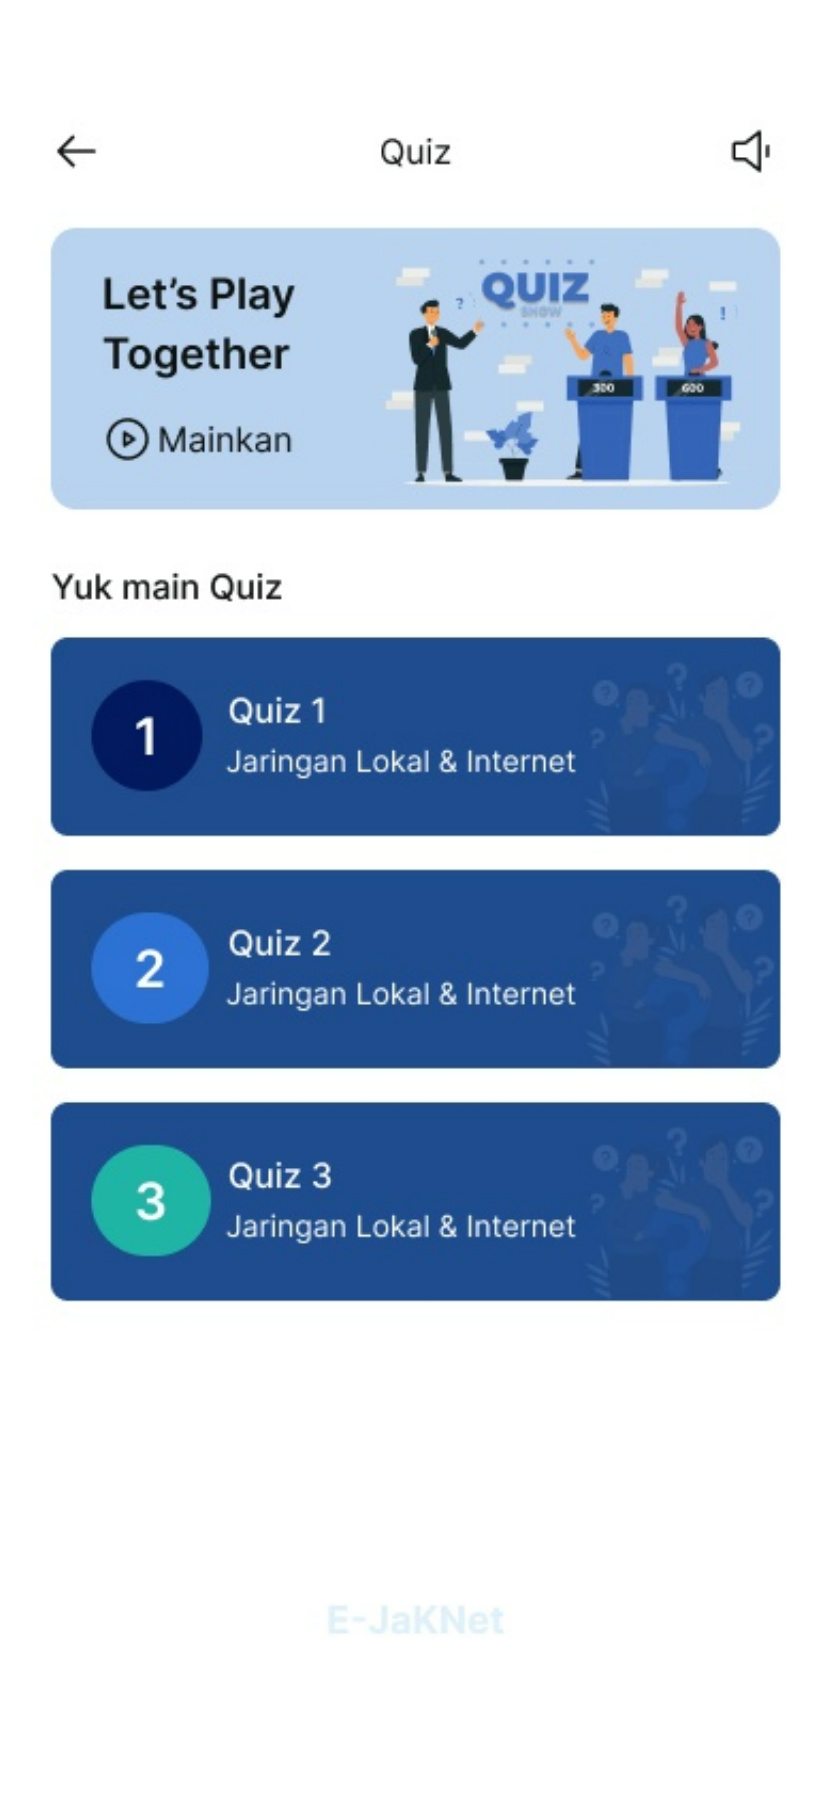 Quiz
Let's Play
Together
Mainkan
QUIZ
SHOW
?
!
300
600
Yuk main Quiz
1
Quiz 1
Jaringan Lokal & Internet
2
Quiz 2
Jaringan Lokal & Internet
3
Quiz 3
Jaringan Lokal & Internet
E-JaKNet